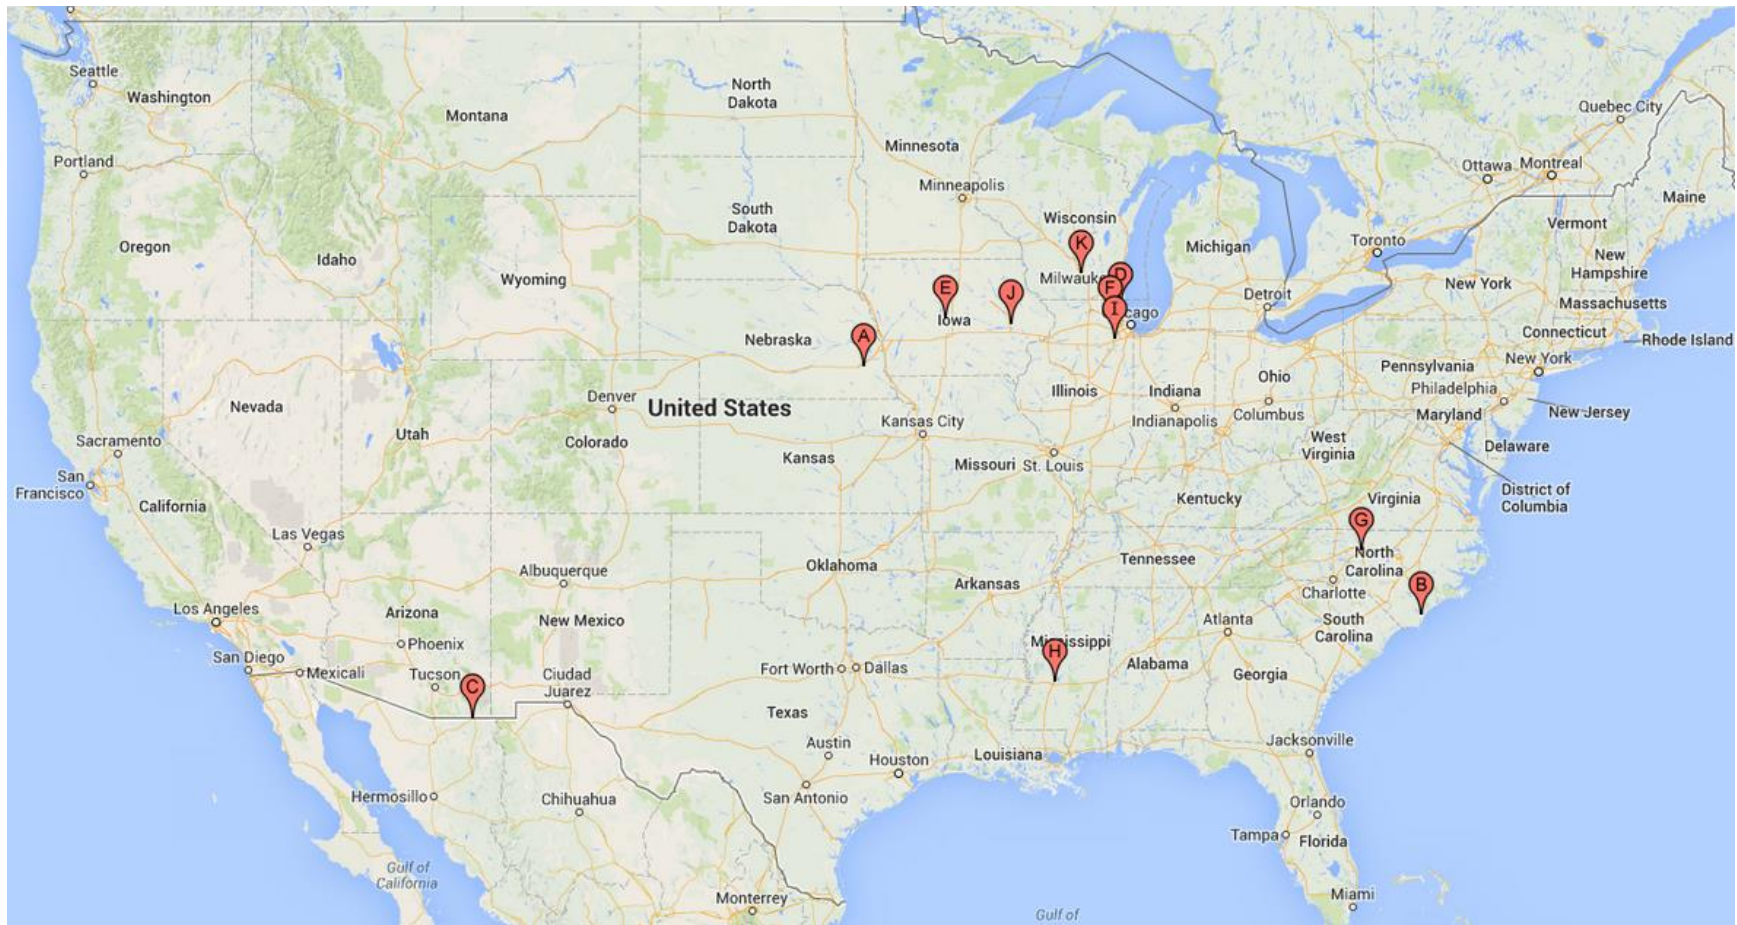 Seattle
Washington
Montana
North
Dakota
Minnesota
Quebec City
Portland
Ottawa
Montreal
Minneapolis
Maine
South
Dakota
Wisconsin
Vermont
Oregon
Idaho
Michigan
Toronto
K
New
Hampshire
Wyoming
Milwauk
D
E
F
J
New York
Detroit
Massachusetts
I
cago
Iowa
Connecticut
Rhode Island
A
Nebraska
New York
Pennsylvania
Ohio
Philadelphia
Illinois
Indiana
Denver
United States
Nevada
Indianapolis
Columbus
Maryland
New Jersey
Kansas City
Sacramento
Utah
Colorado
West
Virginia
Delaware
Kansas
Missouri
St. Louis
San
Francisco
California
Kentucky
Virginia
District of
Columbia
G
Las Vegas
North
Carolina
Tennessee
Albuquerque
Oklahoma
Arkansas
Charlotte
B
Los Angeles
Arizona
New Mexico
Atlanta
South
Carolina
Phoenix
Mississippi
H
San Diego
Mexicali
Tucson
C
Ciudad
Juarez
Fort Worth
Dallas
Alabama
Georgia
Texas
Austin
Houston
Louisiana
Jacksonville
Hermosillo
Chihuahua
San Antonio
Orlando
Tampa
Florida
Gulf of
California
Monterrey
Miami
Gulf of